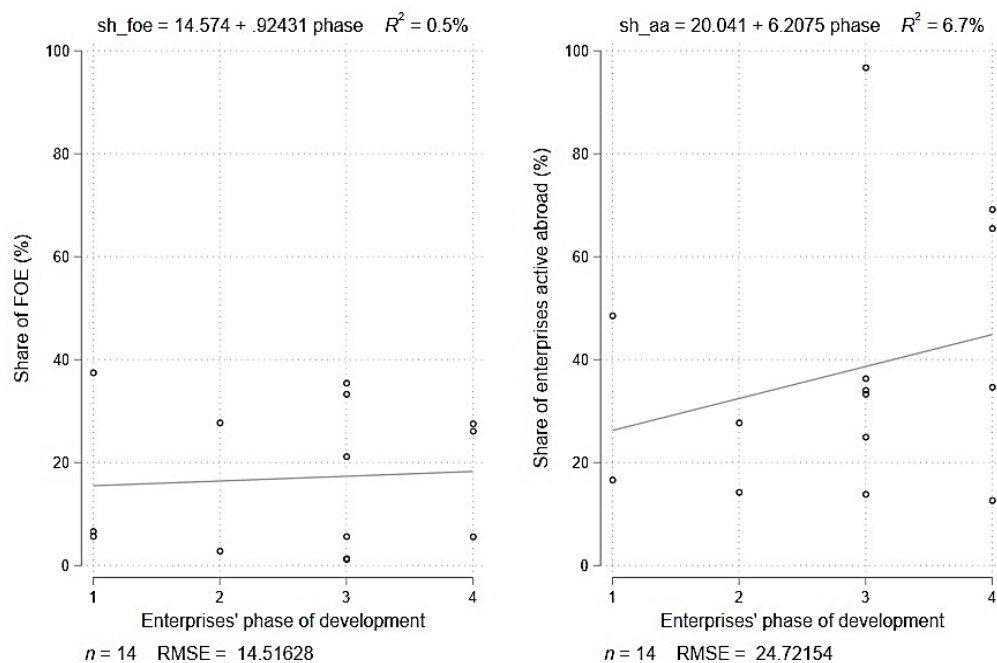 sh_foe = 14.574 + .92431 phase R² = 0.5%
100
80
60
40
20
0
Share of FOE (%)
1 2 3 4
Enterprises' phase of development
n = 14 RMSE = 14.51628
sh_aa = 20.041 + 6.2075 phase R² = 6.7%
100
80
60
40
20
0
Share of enterprises active abroad (%)
1 2 3 4
Enterprises' phase of development
n = 14 RMSE = 24.72154